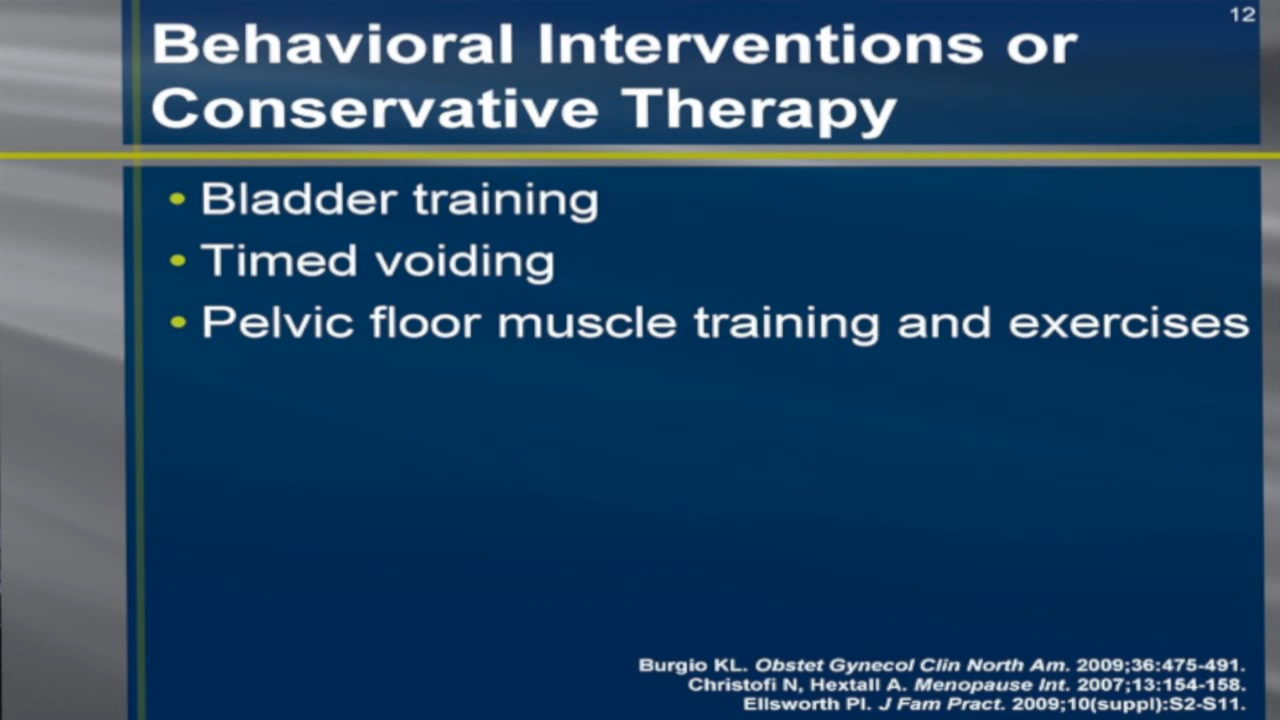 12
Behavioral Interventions or
Conservative Therapy
• Bladder training
• Timed voiding
• Pelvic floor muscle training and exercises
Burgio KL. Obstet Gynecol Clin North Am. 2009;36:475-491.
Christofi N, Hextall A. Menopause Int. 2007;13:154-158.
Ellsworth PI. J Fam Pract. 2009;10(suppl):S2-S11.